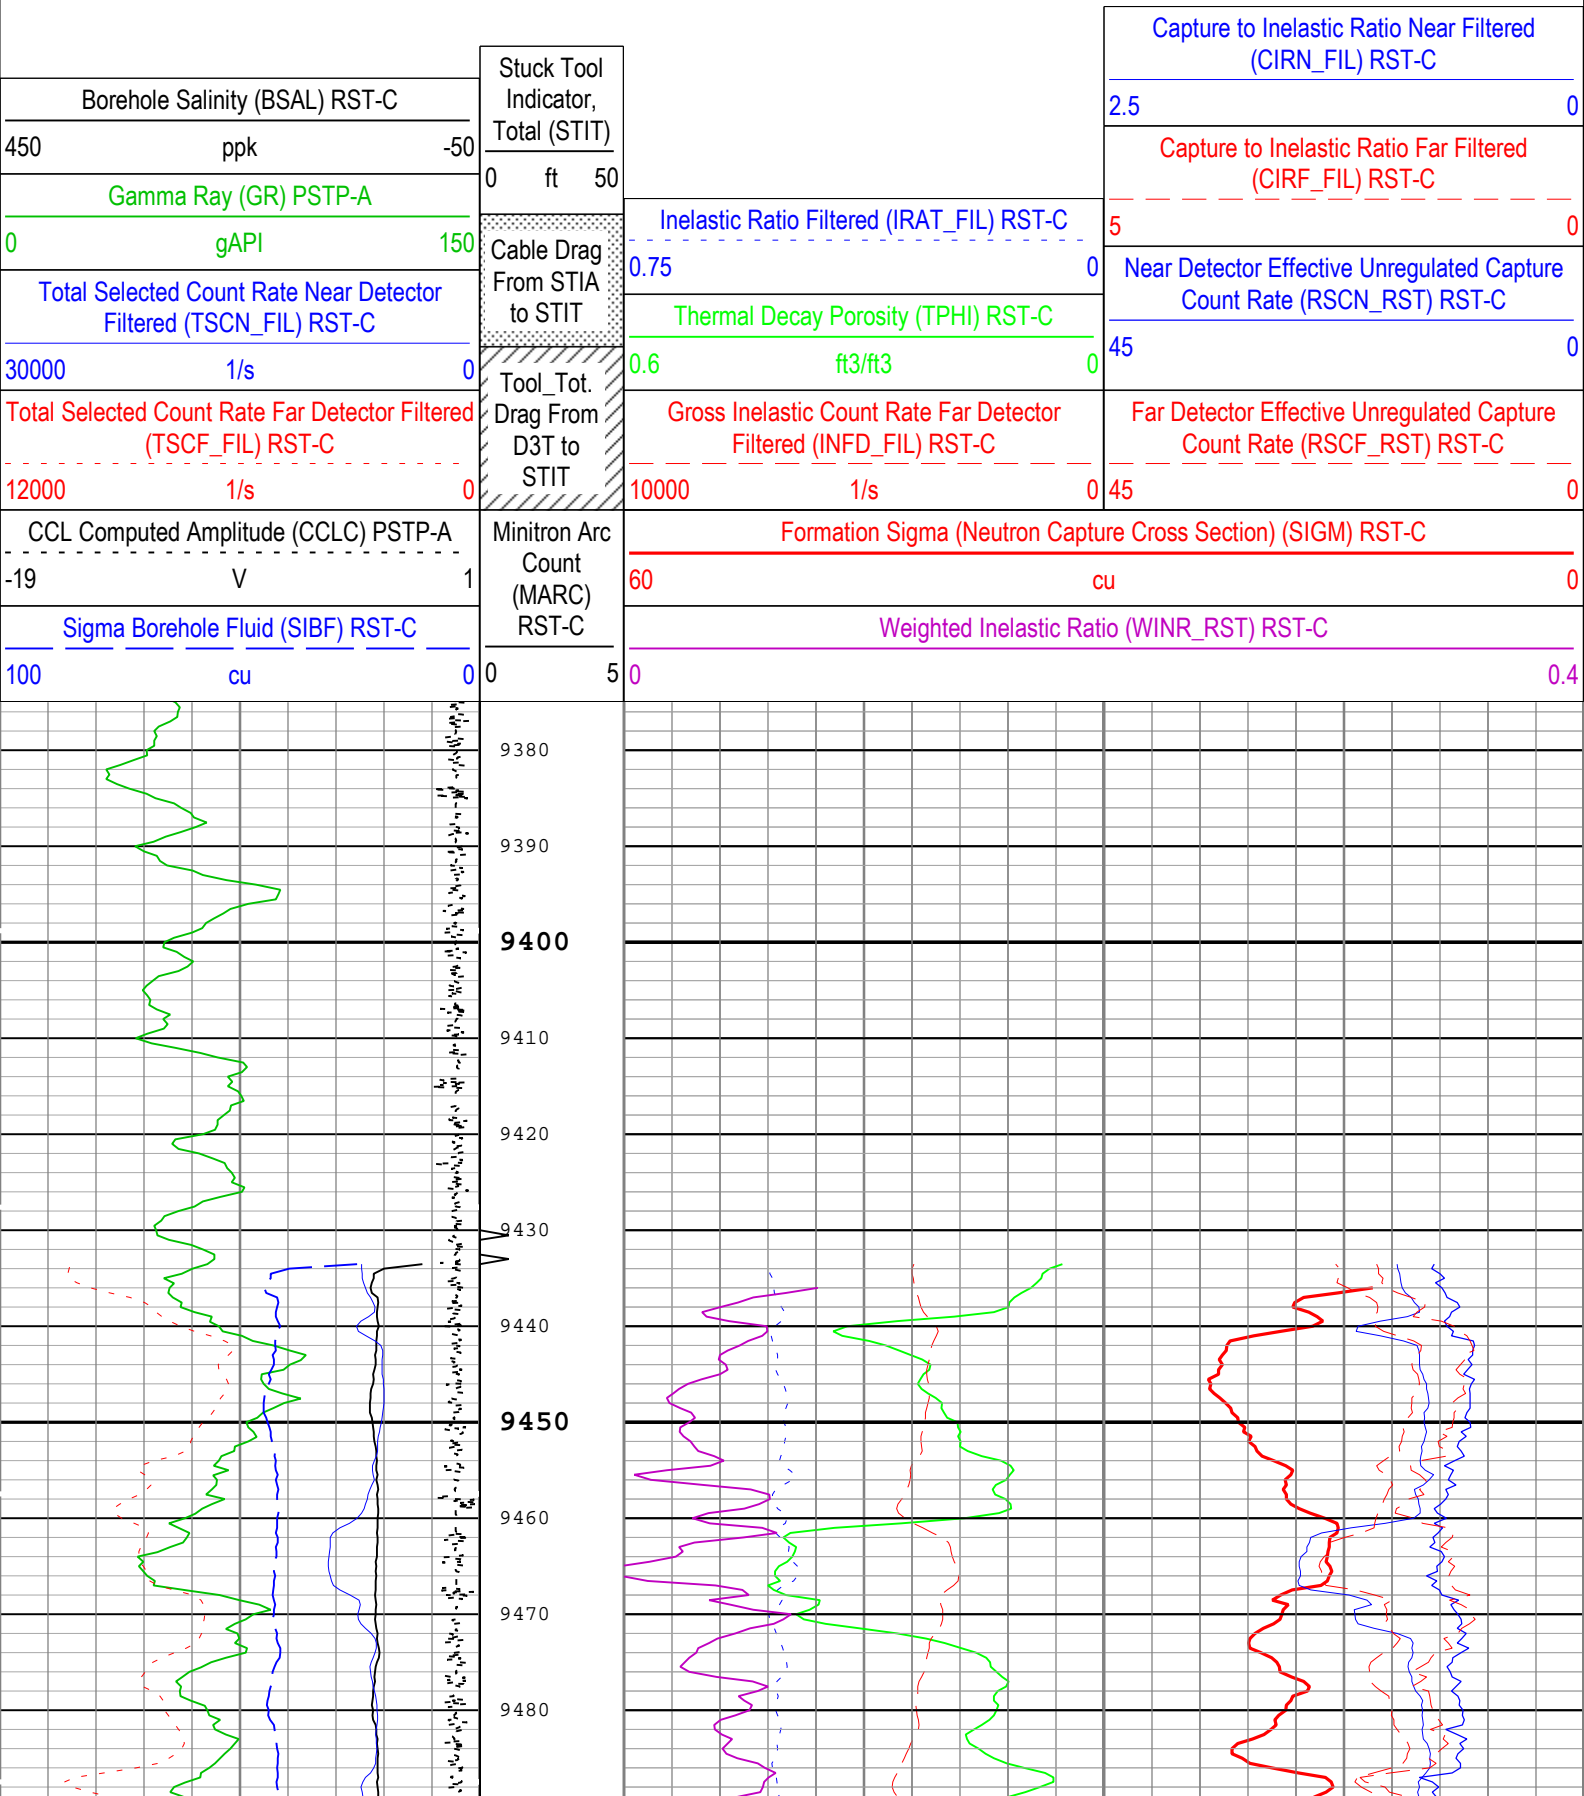 Borehole Salinity (BSAL) RST-C
450 ppk -50
Gamma Ray (GR) PSTP-A
0 gAPI 150
Total Selected Count Rate Near Detector
Filtered (TSCN_FIL) RST-C
30000 1/s 0
Total Selected Count Rate Far Detector Filtered
(TSCF_FIL) RST-C
12000 1/s 0
CCL Computed Amplitude (CCLC) PSTP-A
-19 V 1
Sigma Borehole Fluid (SIBF) RST-C
100 cu 0
Stuck Tool
Indicator,
Total (STIT)
0 ft 50
Cable Drag
From STIA
to STIT
Tool_Tot.
Drag From
D3T to
STIT
Minitron Arc
Count
(MARC)
RST-C
0 5
Inelastic Ratio Filtered (IRAT_FIL) RST-C
0.75 0
Thermal Decay Porosity (TPHI) RST-C
0.6 ft3/ft3 0
Gross Inelastic Count Rate Far Detector
Filtered (INFD_FIL) RST-C
10000 1/s 0
Capture to Inelastic Ratio Near Filtered
(CIRN_FIL) RST-C
2.5 0
Capture to Inelastic Ratio Far Filtered
(CIRF_FIL) RST-C
5 0
Near Detector Effective Unregulated Capture
Count Rate (RSCN_RST) RST-C
45 0
Far Detector Effective Unregulated Capture
Count Rate (RSCF_RST) RST-C
45 0
Formation Sigma (Neutron Capture Cross Section) (SIGM) RST-C
60 cu 0
Weighted Inelastic Ratio (WINR_RST) RST-C
0 0.4
9380
9390
9400
9410
9420
9430
9440
9450
9460
9470
9480